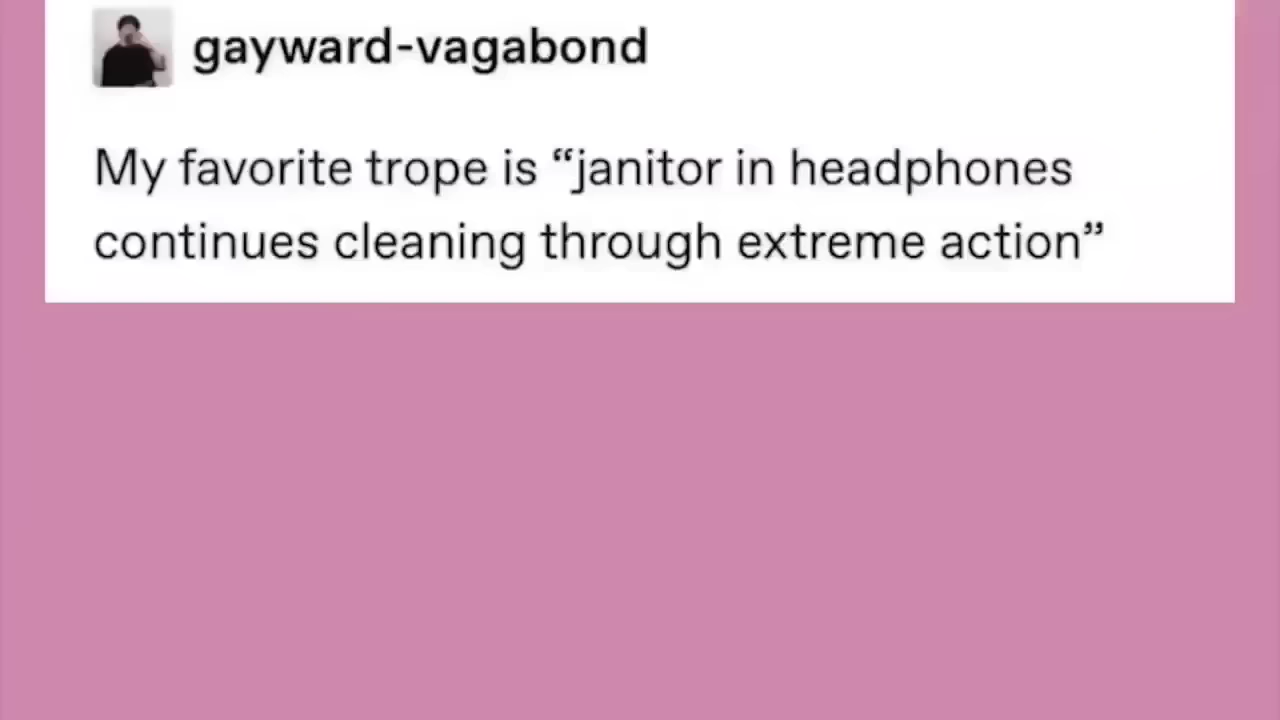 gayward-vagabond
My favorite trope is “janitor in headphones
continues cleaning through extreme action”